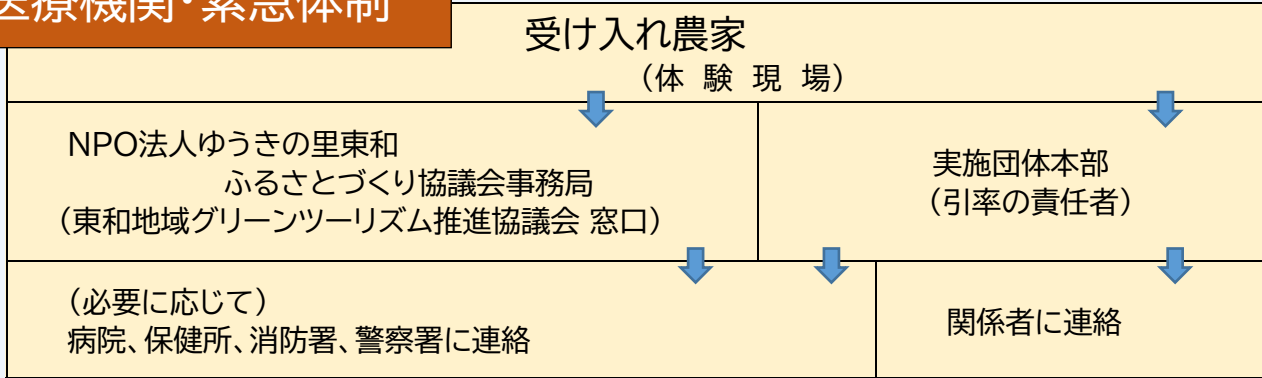 医療機関・緊急体制
受け入れ農家
（体 験 現 場）
NPO法人ゆうきの里東和
ふるさとづくり協議会事務局
（東和地域グリーンツーリズム推進協議会 窓口）
実施団体本部
（引率の責任者）
（必要に応じて）
病院、保健所、消防署、警察署に連絡
関係者に連絡